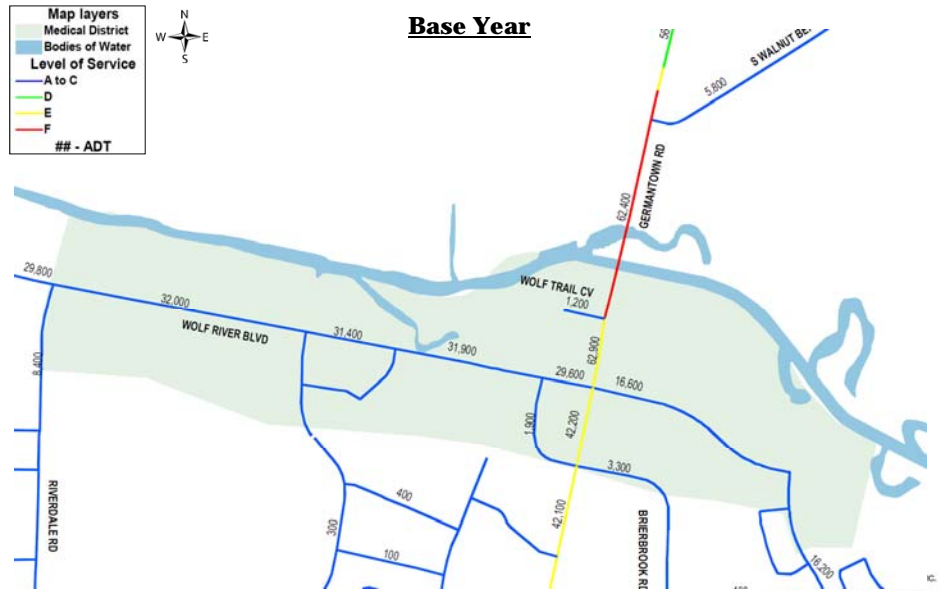 Map layers
Medical District
Bodies of Water
Level of Service
A to C
D
E
F
## - ADT
N
W E
S
Base Year
56
S WALNUT BE
5,800
GERMANTOWN RD
62,400
WOLF TRAIL CV
1,200
29,800
32,000
WOLF RIVER BLVD
31,400
31,900
62,900
29,600
16,600
8,400
1,900
42,200
3,300
RIVERDALE RD
400
300
100
42,100
BRIERBROOK RD
16,200